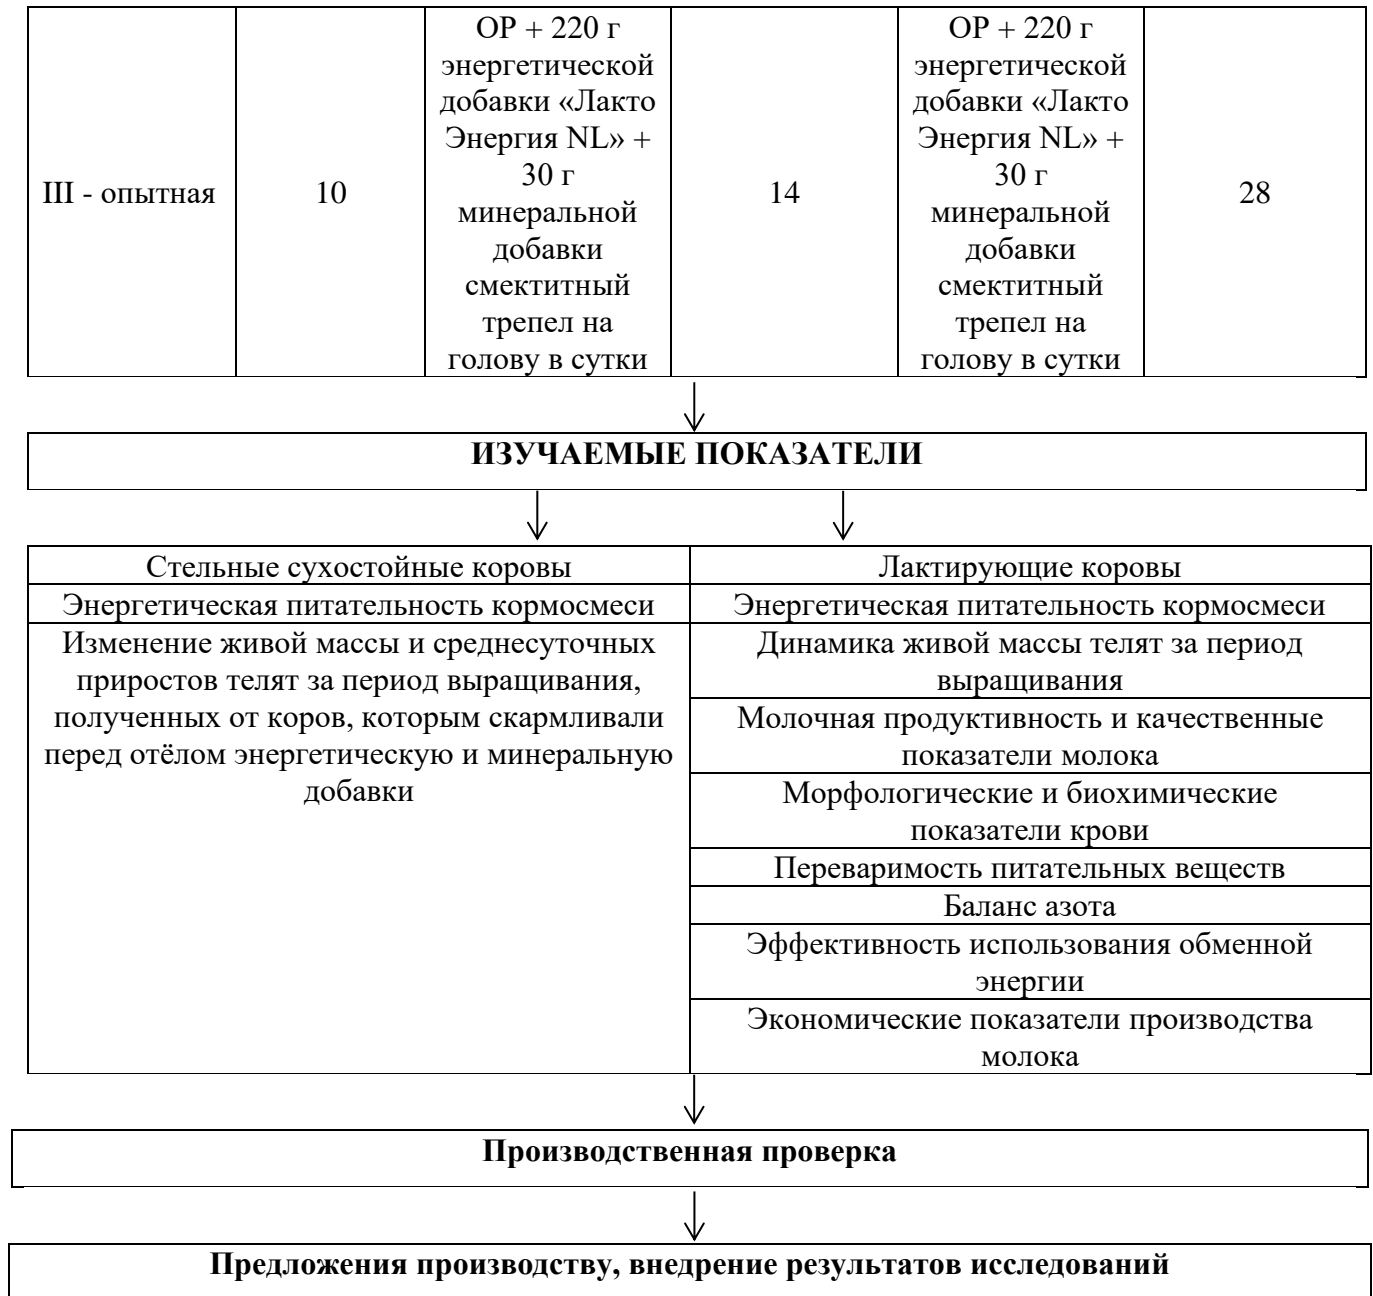 ОР + 220 г
энергетической
добавки «Лакто
Энергия NL» +
30 г
минеральной
добавки
смектитный
трепел на
голову в сутки
III - опытная
10
14
ОР + 220 г
энергетической
добавки «Лакто
Энергия NL» +
30 г
минеральной
добавки
смектитный
трепел на
голову в сутки
28
ИЗУЧАЕМЫЕ ПОКАЗАТЕЛИ
Стельные сухостойные коровы
Энергетическая питательность кормосмеси
Изменение живой массы и среднесуточных
приростов телят за период выращивания,
полученных от коров, которым скармливали
перед отёлом энергетическую и минеральную
добавки
Лактирующие коровы
Энергетическая питательность кормосмеси
Динамика живой массы телят за период
выращивания
Молочная продуктивность и качественные
показатели молока
Морфологические и биохимические
показатели крови
Переваримость питательных веществ
Баланс азота
Эффективность использования обменной
энергии
Экономические показатели производства
молока
Производственная проверка
Предложения производству, внедрение результатов исследований